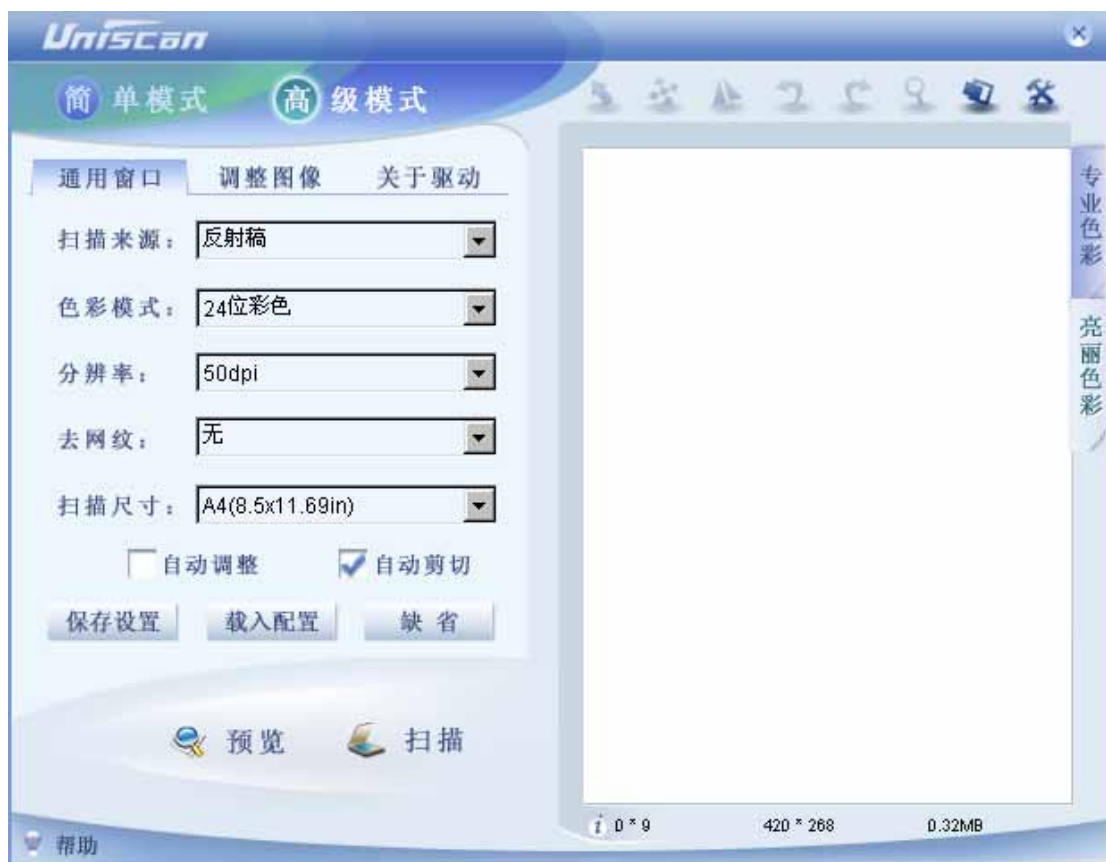 Uniscan
简单模式 高级模式
通用窗口 调整图像 关于驱动
扫描来源： 反射稿
色彩模式： 24位彩色
分辨率： 50dpi
去网纹： 无
扫描尺寸： A4(8.5x11.69in)
自动调整 自动剪切
保存设置 载入配置 缺省
预览 扫描
专业色彩
亮丽色彩
i 0 * 9 420 * 268 0.32MB
帮助